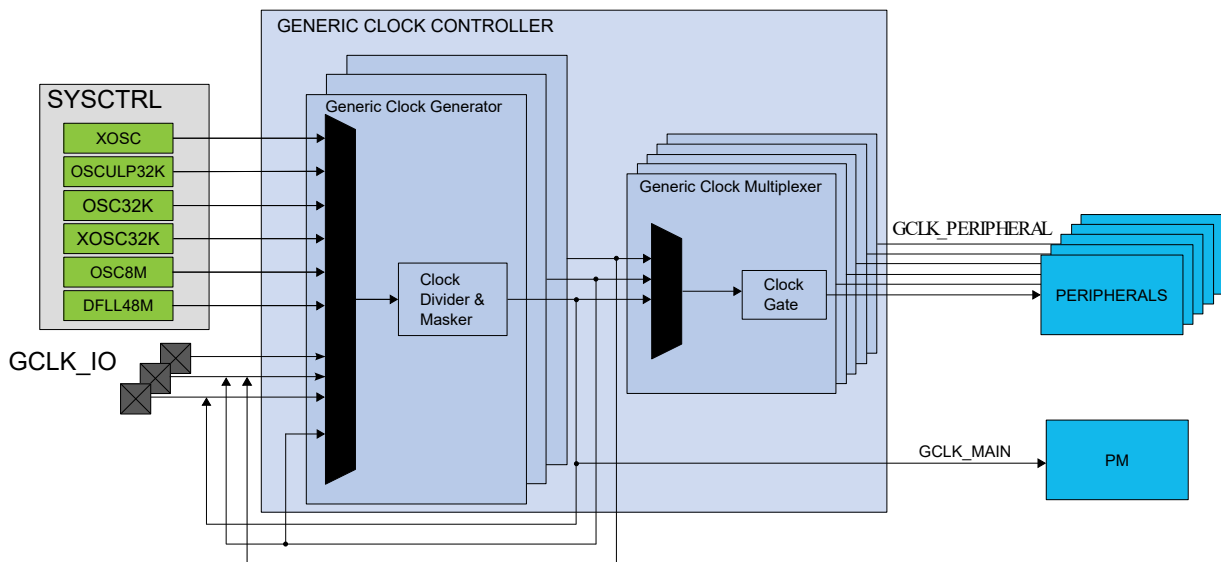 GENERIC CLOCK CONTROLLER
SYSCTRL
XOSC
OSCULP32K
OSC32K
XOSC32K
OSC8M
DFLL48M
GCLK_IO
Generic Clock Generator
Clock
Divider &
Masker
Generic Clock Multiplexer
Clock
Gate
GCLK_PERIPHERAL
PERIPHERALS
GCLK_MAIN
PM